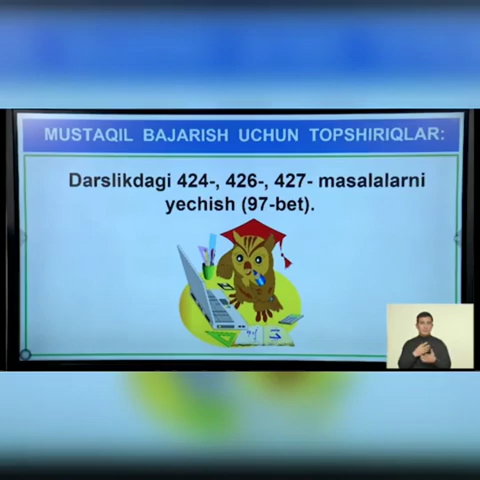 MUSTAQIL BAJARISH UCHUN TOPSHIRIQLAR:
Darslikdagi 424-, 426-, 427- masalalarni
yechish (97-bet).